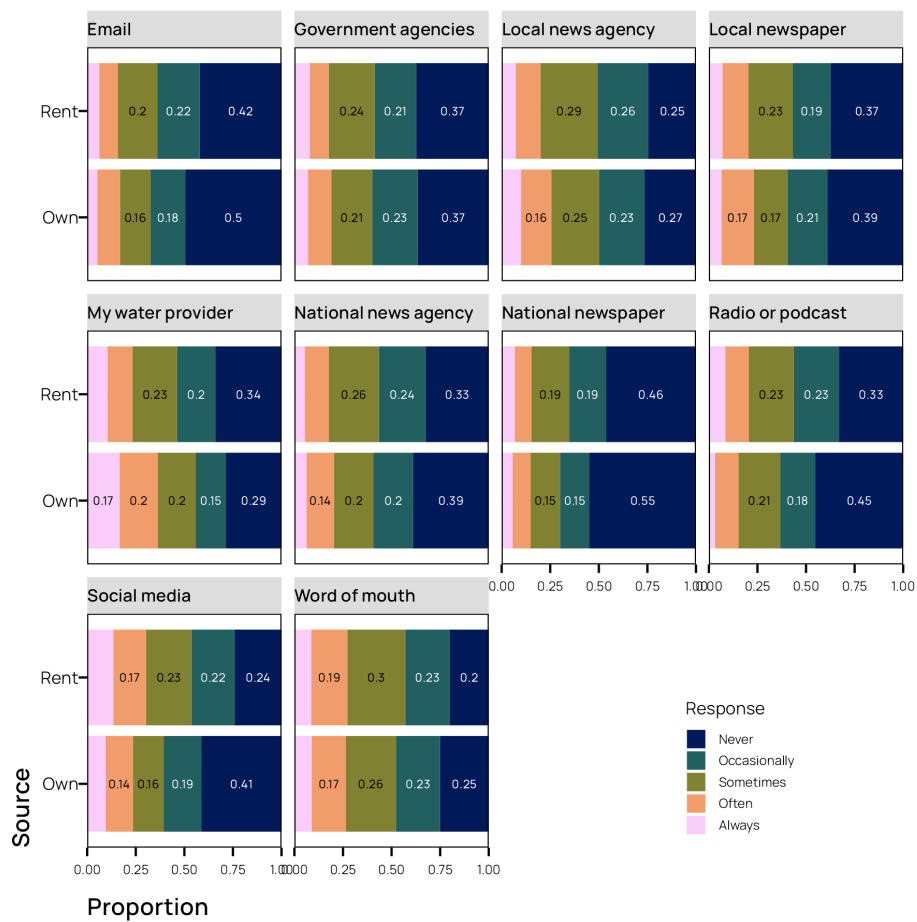 Email
Government agencies
Local news agency
Local newspaper
Rent
0.2 0.22 0.42
0.24 0.21 0.37
0.29 0.26 0.25
0.23 0.19 0.37
Own
0.16 0.18 0.5
0.21 0.23 0.37
0.16 0.25 0.23 0.27
0.17 0.17 0.21 0.39
My water provider
National news agency
National newspaper
Radio or podcast
Rent
0.23 0.2 0.34
0.26 0.24 0.33
0.19 0.19 0.46
0.23 0.23 0.33
Own
0.17 0.2 0.2 0.15 0.29
0.14 0.2 0.2 0.39
0.15 0.15 0.55
0.21 0.18 0.45
0.00 0.25 0.50 0.75 1.00
0.00 0.25 0.50 0.75 1.00
Social media
Word of mouth
Rent
0.17 0.23 0.22 0.24
0.19 0.3 0.23 0.2
Own
0.14 0.16 0.19 0.41
0.17 0.26 0.23 0.25
0.00 0.25 0.50 0.75 1.00
0.00 0.25 0.50 0.75 1.00
Source
Proportion
Response
Never
Occasionally
Sometimes
Often
Always